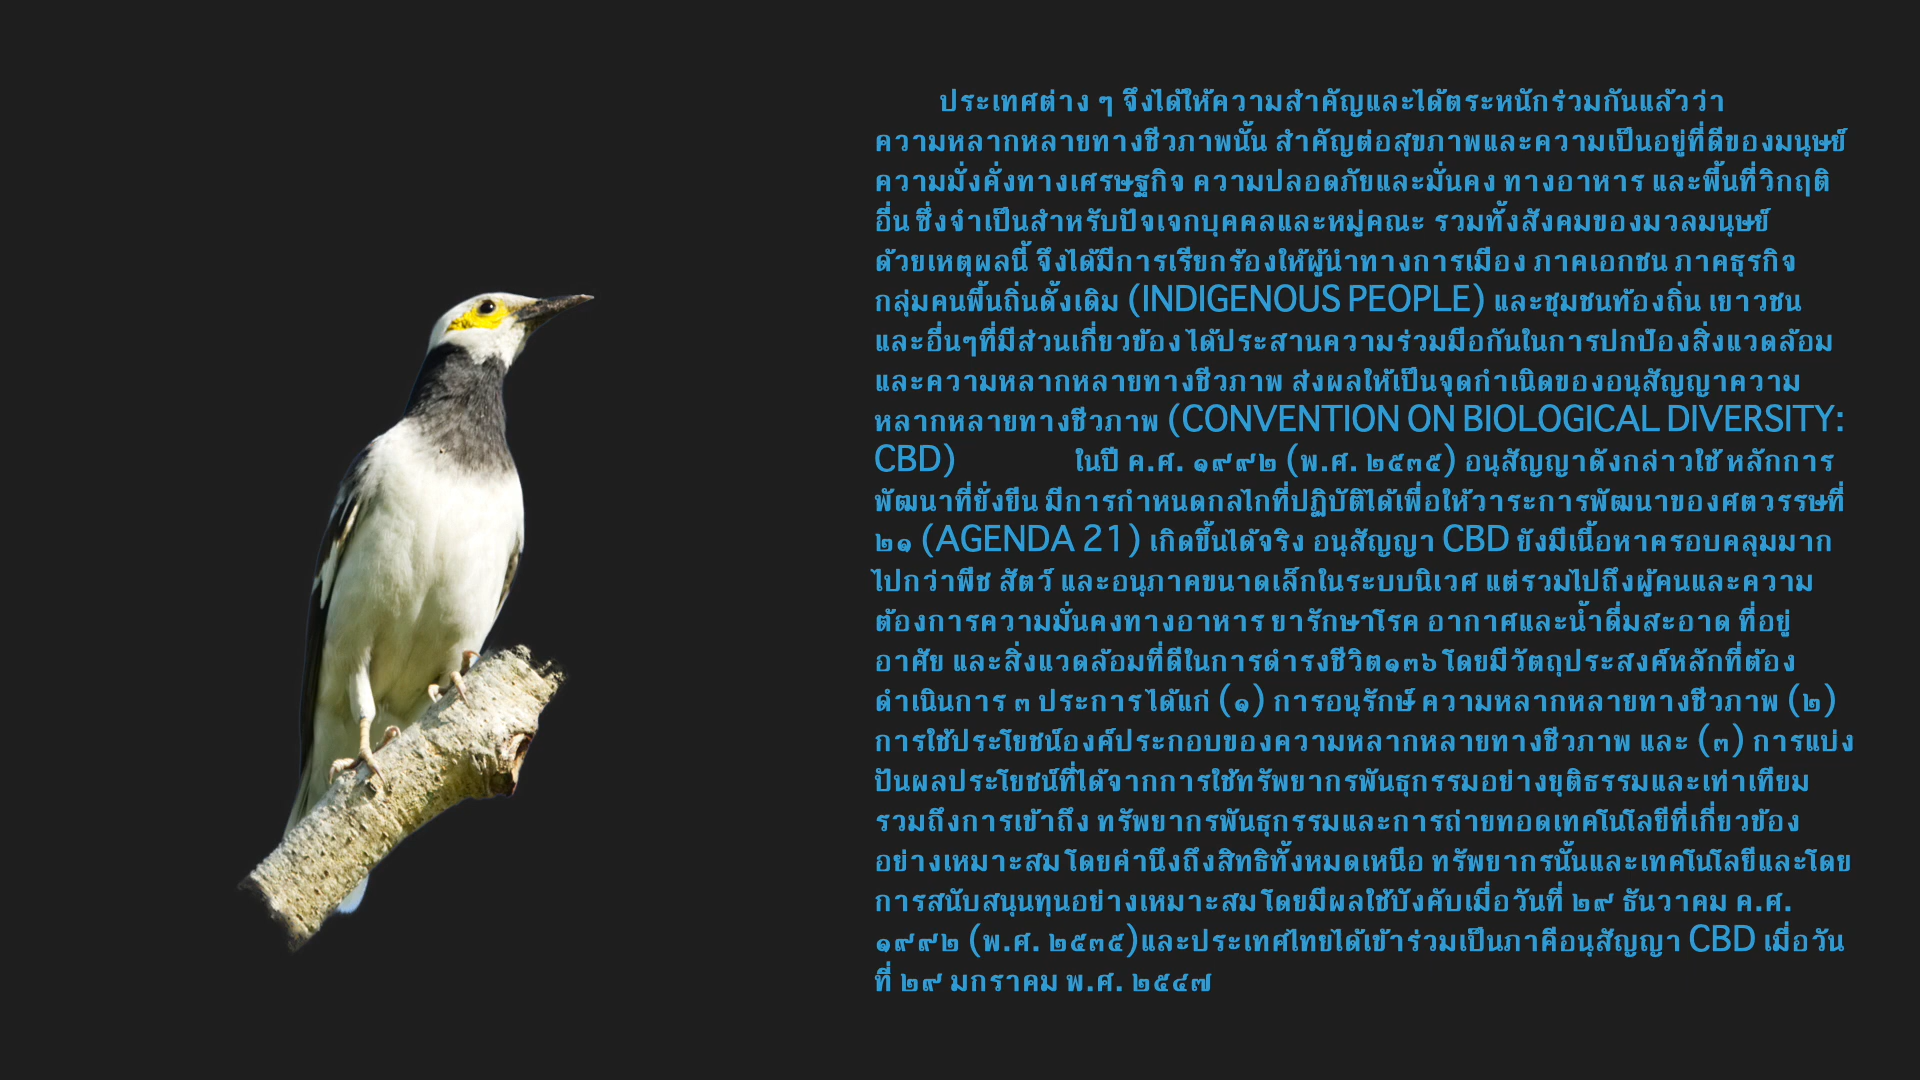 ประเทศต่าง ๆ จึงได้ให้ความสำคัญและได้ตระหนักร่วมกันแล้วว่า
ความหลากหลายทางชีวภาพนั้น สำคัญต่อสุขภาพและความเป็นอยู่ที่ดีของมนุษย์
ความมั่งคั่งทางเศรษฐกิจ ความปลอดภัยและมั่นคง ทางอาหาร และพื้นที่วิกฤติ
อื่น ซึ่งจำเป็นสำหรับปัจเจกบุคคลและหมู่คณะ รวมทั้งสังคมของมวลมนุษย์
ด้วยเหตุผลนี้ จึงได้มีการเรียกร้องให้ผู้นำทางการเมือง ภาคเอกชน ภาคธุรกิจ
กลุ่มคนพื้นถิ่นดั้งเดิม (INDIGENOUS PEOPLE) และชุมชนท้องถิ่น เยาวชน
และอื่นๆที่มีส่วนเกี่ยวข้อง ได้ประสานความร่วมมือกันในการปกป้องสิ่งแวดล้อม
และความหลากหลายทางชีวภาพ ส่งผลให้เป็นจุดกำเนิดของอนุสัญญาความ
หลากหลายทางชีวภาพ (CONVENTION ON BIOLOGICAL DIVERSITY:
CBD) ในปี ค.ศ. ๑๙๙๒ (พ.ศ. ๒๕๓๕) อนุสัญญาดังกล่าวใช้ หลักการ
พัฒนาที่ยั่งยืน มีการกำหนดกลไกที่ปฏิบัติได้เพื่อให้วาระการพัฒนาของศตวรรษที่
๒๑ (AGENDA 21) เกิดขึ้นได้จริง อนุสัญญา CBD ยังมีเนื้อหาครอบคลุมมาก
ไปกว่าพืช สัตว์ และอนุภาคขนาดเล็กในระบบนิเวศ แต่รวมไปถึงผู้คนและความ
ต้องการความมั่นคงทางอาหาร ยารักษาโรค อากาศและน้ำดื่มสะอาด ที่อยู่
อาศัย และสิ่งแวดล้อมที่ดีในการดำรงชีวิต๑๓๖ โดยมีวัตถุประสงค์หลักที่ต้อง
ดำเนินการ ๓ ประการ ได้แก่ (๑) การอนุรักษ์ ความหลากหลายทางชีวภาพ (๒)
การใช้ประโยชน์องค์ประกอบของความหลากหลายทางชีวภาพ และ (๓) การแบ่ง
ปันผลประโยชน์ที่ได้จากการใช้ทรัพยากรพันธุกรรมอย่างยุติธรรมและเท่าเทียม
รวมถึงการเข้าถึง ทรัพยากรพันธุกรรมและการถ่ายทอดเทคโนโลยีที่เกี่ยวข้อง
อย่างเหมาะสม โดยคำนึงถึงสิทธิทั้งหมดเหนือ ทรัพยากรนั้นและเทคโนโลยีและโดย
การสนับสนุนทุนอย่างเหมาะสม โดยมีผลใช้บังคับเมื่อวันที่ ๒๙ ธันวาคม ค.ศ.
๑๙๙๒ (พ.ศ. ๒๕๓๕)และประเทศไทยได้เข้าร่วมเป็นภาคีอนุสัญญา CBD เมื่อวัน
ที่ ๒๙ มกราคม พ.ศ. ๒๕๔๗